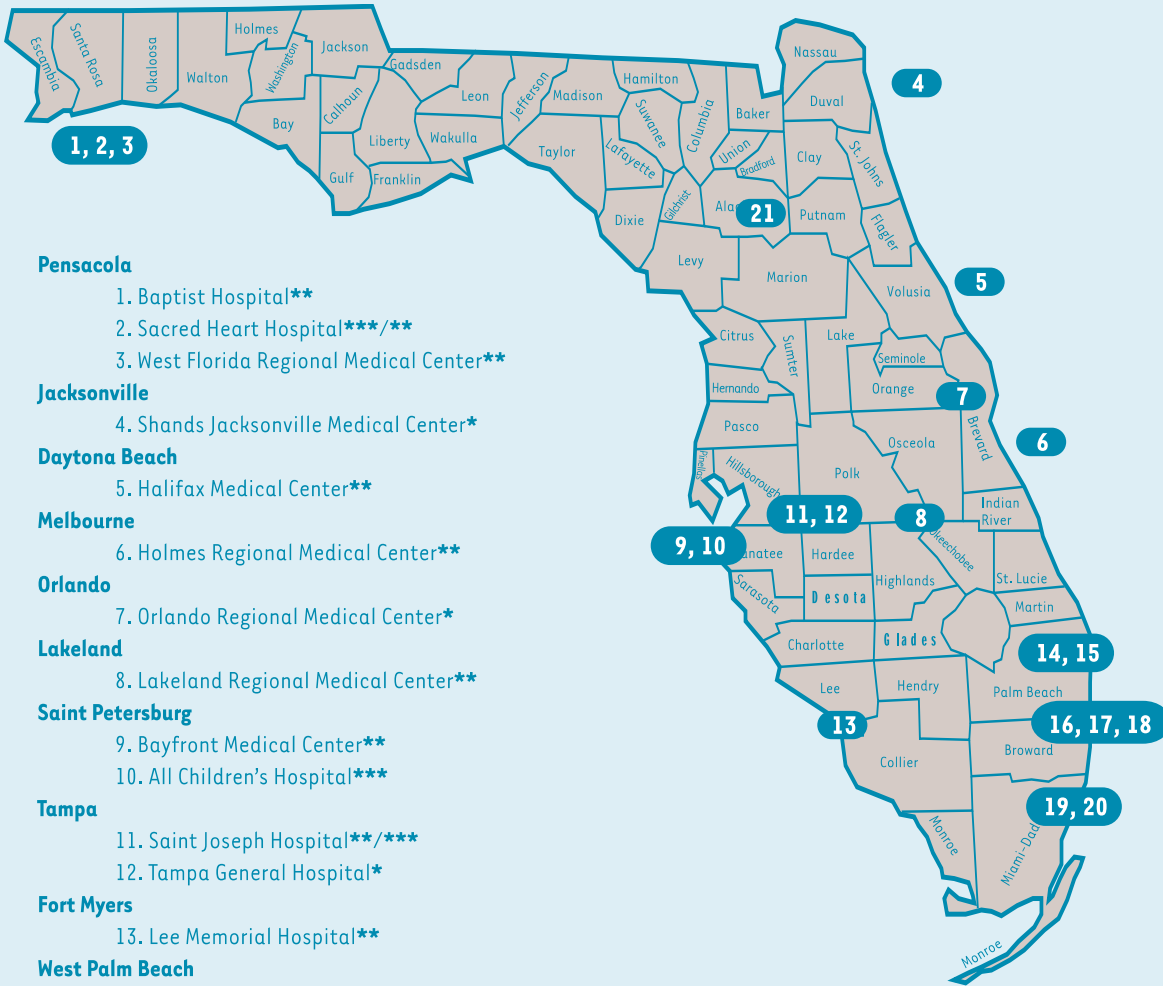 Holmes
Jackson
Washington
Escambia
Santa Rosa
Okaloosa
Walton
Gadsden
Leon
Jefferson
Madison
Hamilton
Suwanee
Columbia
Baker
Nassau
Duval
4
Calhoun
Bay
Liberty
Wakulla
Taylor
Lafayette
Union
Bradford
Clay
St. Johns
1, 2, 3
Gulf
Franklin
Dixie
Gilchrist
Ala
21
Putnam
Flagler
Levy
Marion
Volusia
5
Citrus
Sumter
Lake
Seminole
Hernando
Orange
7
Pasco
Osceola
Brevard
6
Pinellas
Hillsborough
Polk
Indian
River
11, 12
8
9, 10
anatee
Hardee
Okeechobee
Sarasota
Desota
Highlands
St. Lucie
Martin
Charlotte
Glades
14, 15
Lee
Hendry
Palm Beach
13
16, 17, 18
Collier
Broward
19, 20
Monroe
Miami-Dad
Monroe
Pensacola
1. Baptist Hospital**
2. Sacred Heart Hospital***/**
3. West Florida Regional Medical Center**
Jacksonville
4. Shands Jacksonville Medical Center*
Daytona Beach
5. Halifax Medical Center**
Melbourne
6. Holmes Regional Medical Center**
Orlando
7. Orlando Regional Medical Center*
Lakeland
8. Lakeland Regional Medical Center**
Saint Petersburg
9. Bayfront Medical Center**
10. All Children's Hospital***
Tampa
11. Saint Joseph Hospital**/***
12. Tampa General Hospital*
Fort Myers
13. Lee Memorial Hospital**
West Palm Beach